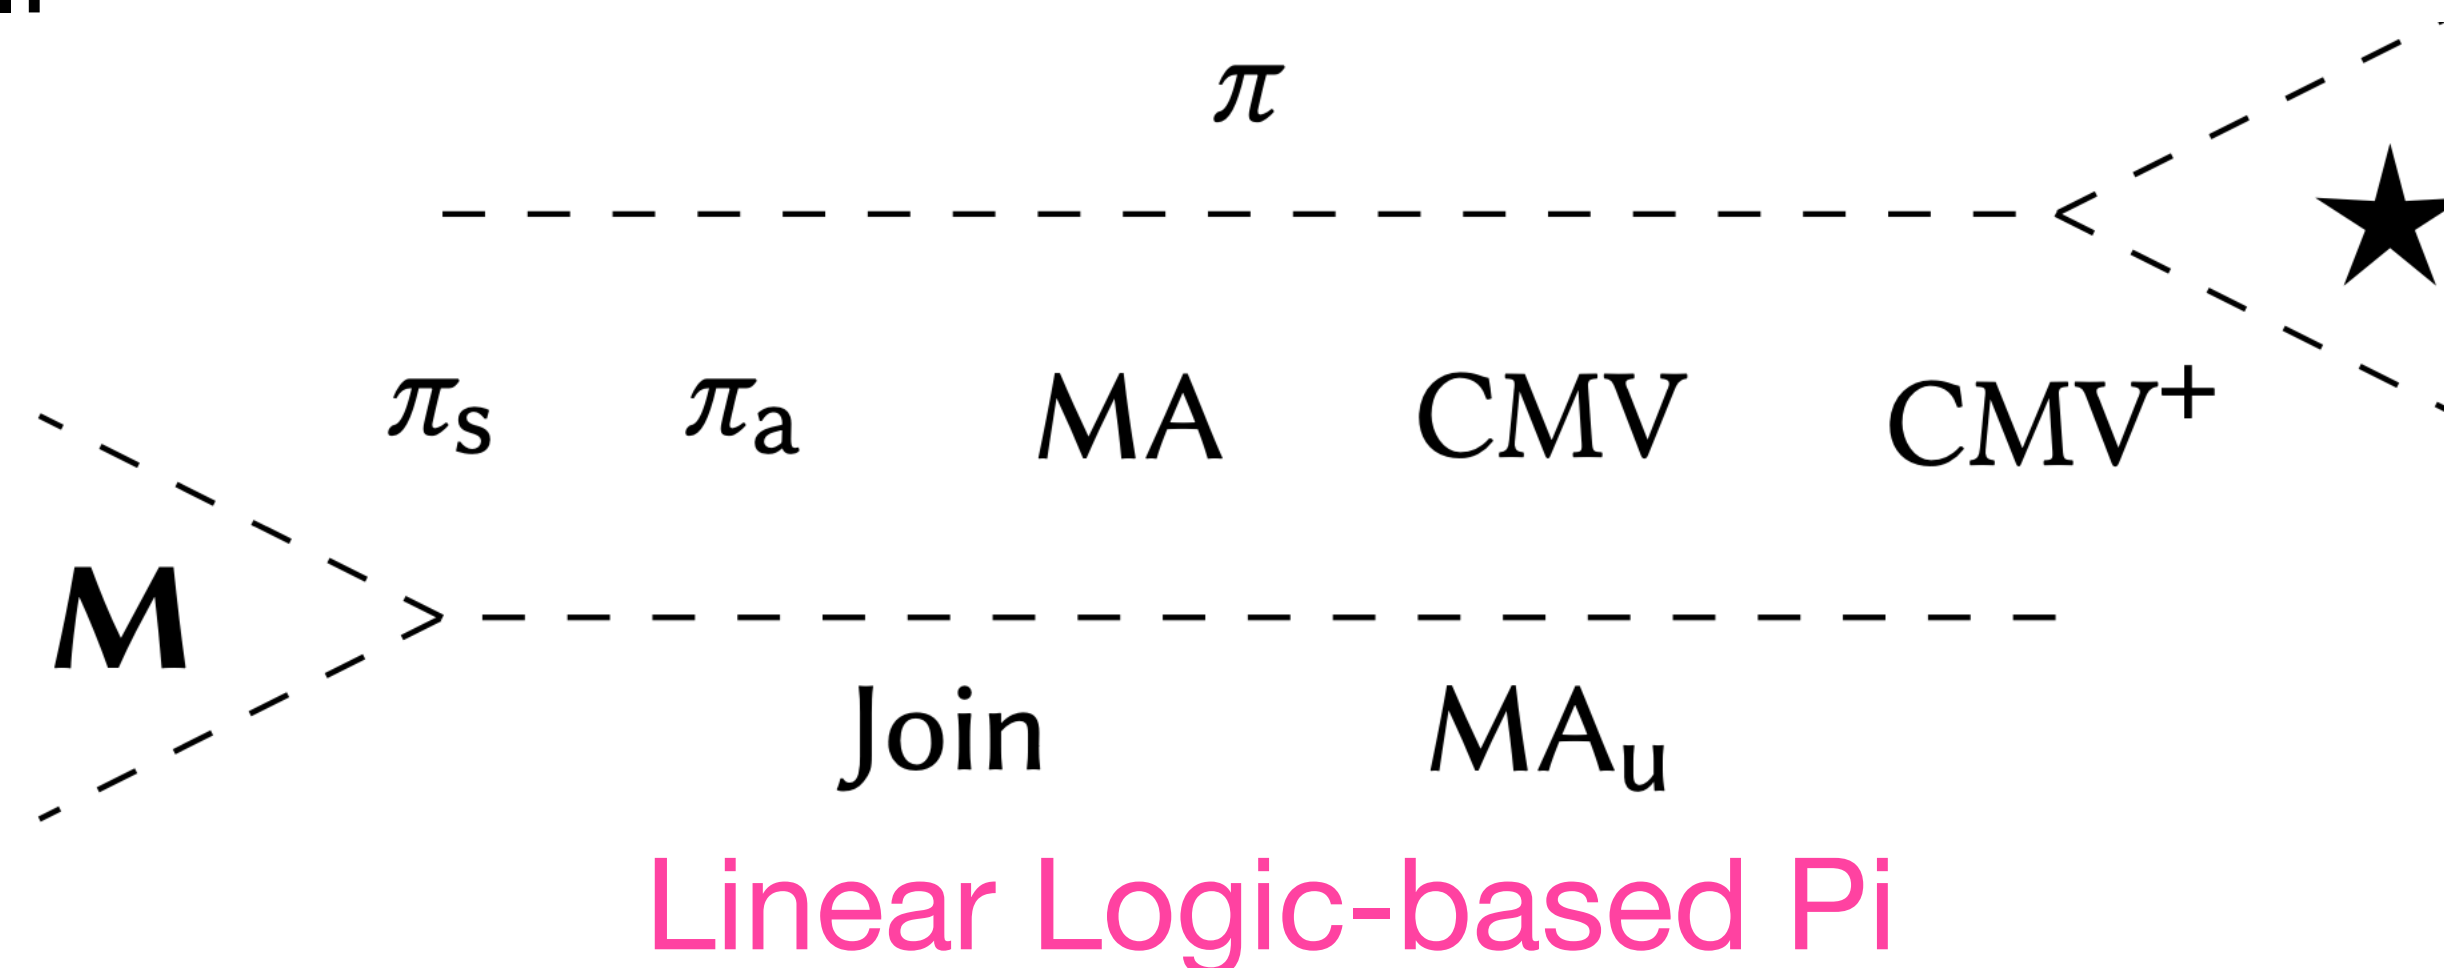 π
★
πₛ πₐ MA CMV CMV⁺
M
Join MAᵤ
Linear Logic-based Pi